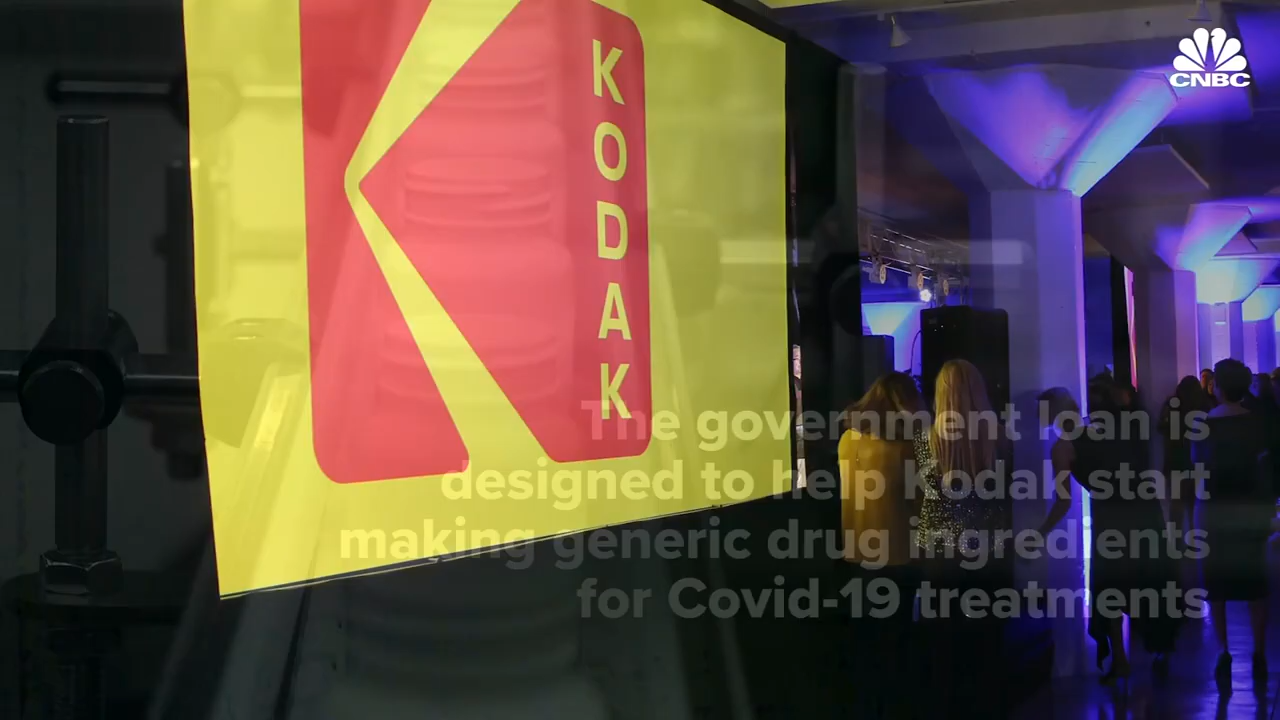 KODAK
CNBC
The government loan is
designed to help Kodak start
making generic drug ingredients
for Covid-19 treatments